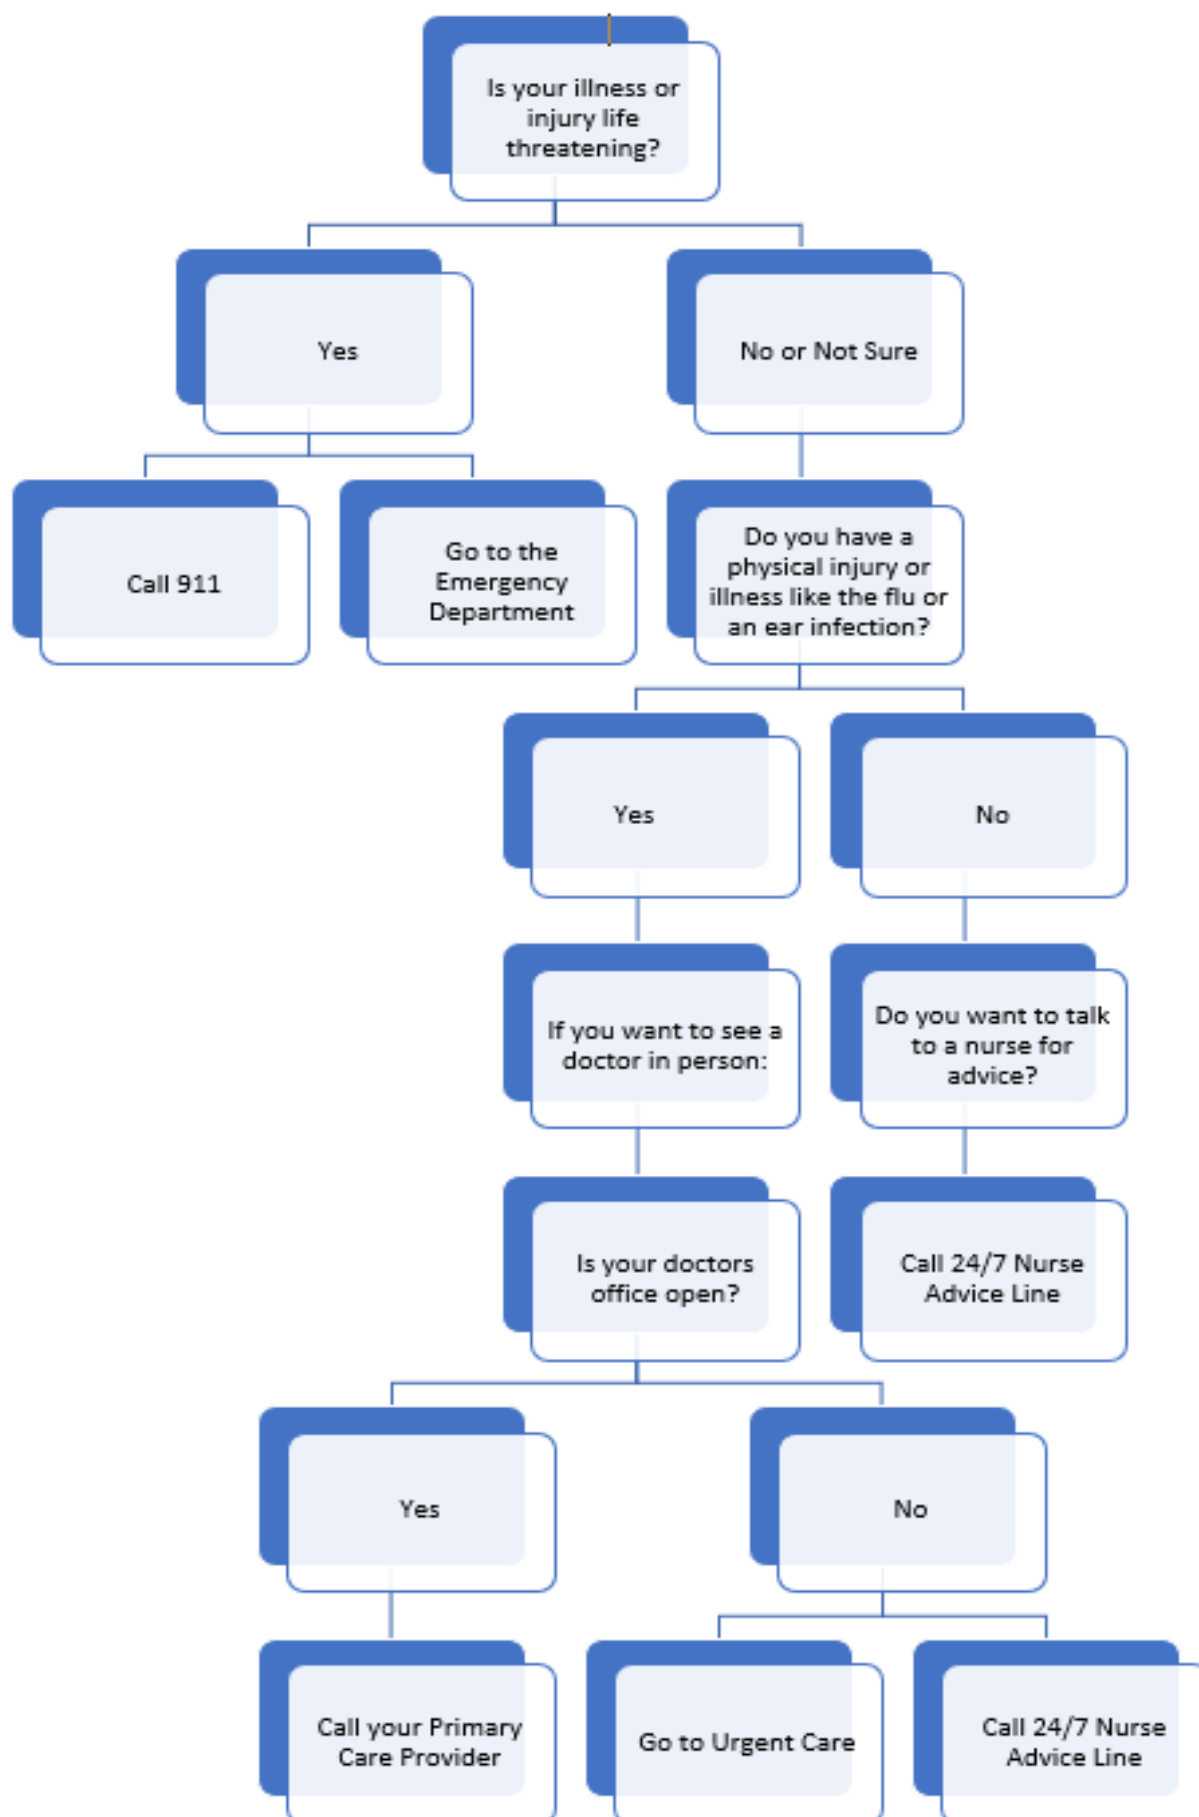 Is your illness or
injury life
threatening?
Yes
No or Not Sure
Call 911
Go to the
Emergency
Department
Do you have a
physical injury or
illness like the flu or
an ear infection?
Yes
No
If you want to see a
doctor in person:
Do you want to talk
to a nurse for
advice?
Is your doctors
office open?
Call 24/7 Nurse
Advice Line
Yes
No
Call your Primary
Care Provider
Go to Urgent Care
Call 24/7 Nurse
Advice Line